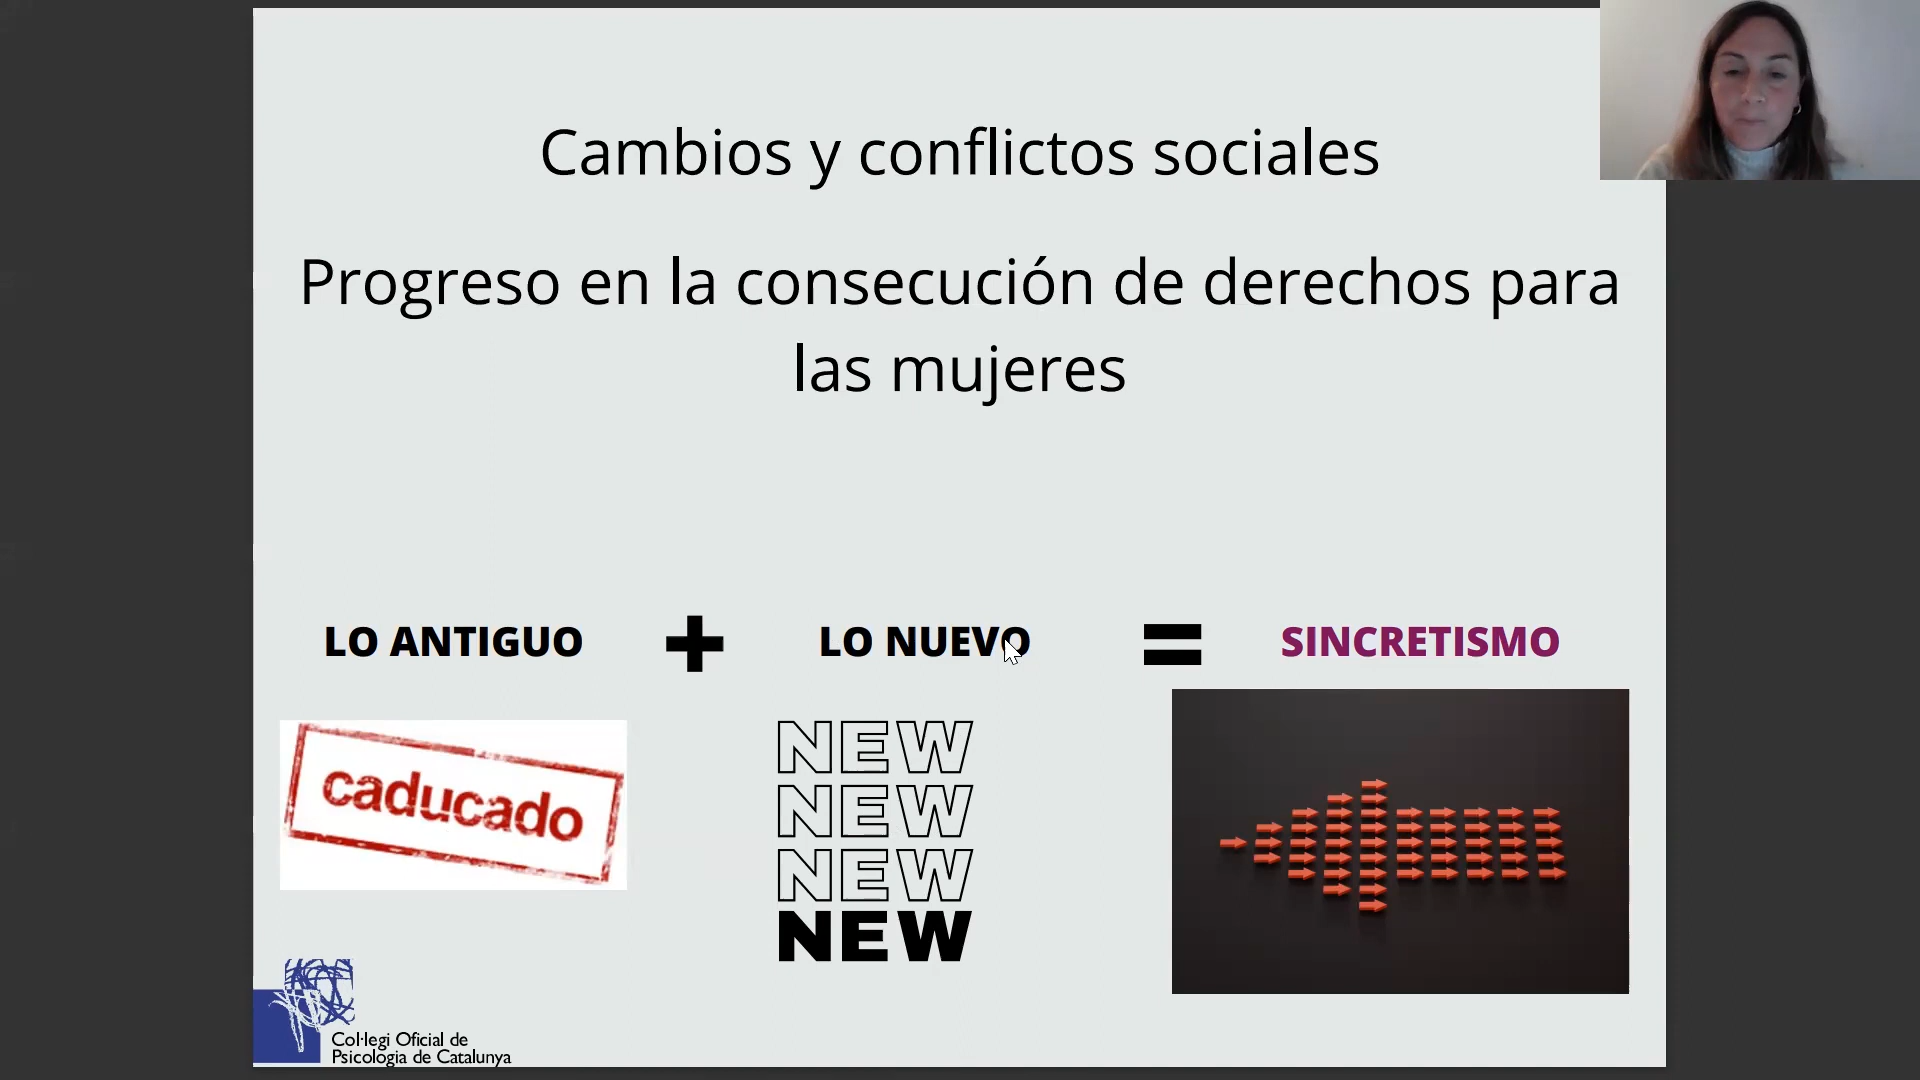 Cambios y conflictos sociales
Progreso en la consecución de derechos para
las mujeres
LO ANTIGUO + LO NUEVO = SINCRETISMO
caducado
NEW
NEW
NEW
NEW
Col·legi Oficial de
Psicologia de Catalunya